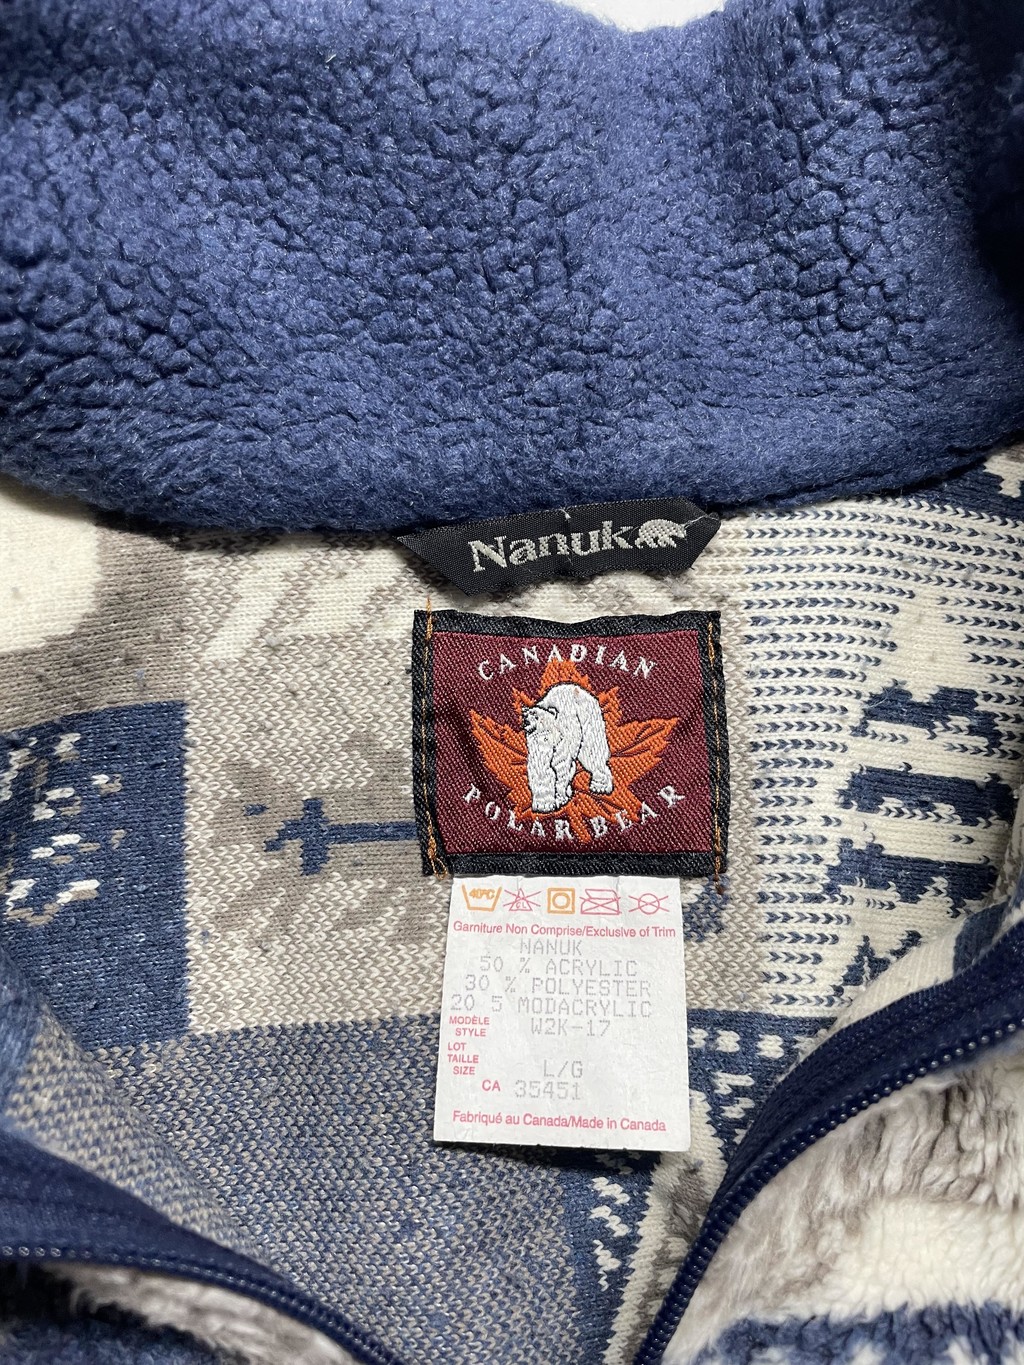 Nanuk
CANADIAN
POLAR BEAR
40°C
Garniture Non Comprise/Exclusive of Trim
NANUK
50 % ACRYLIC
30 % POLYESTER
20 5 MODACRYLIC
MODÈLE
STYLE W2K-17
LOT
TAILLE
SIZE L/G
CA 35451
Fabriqué au Canada/Made in Canada